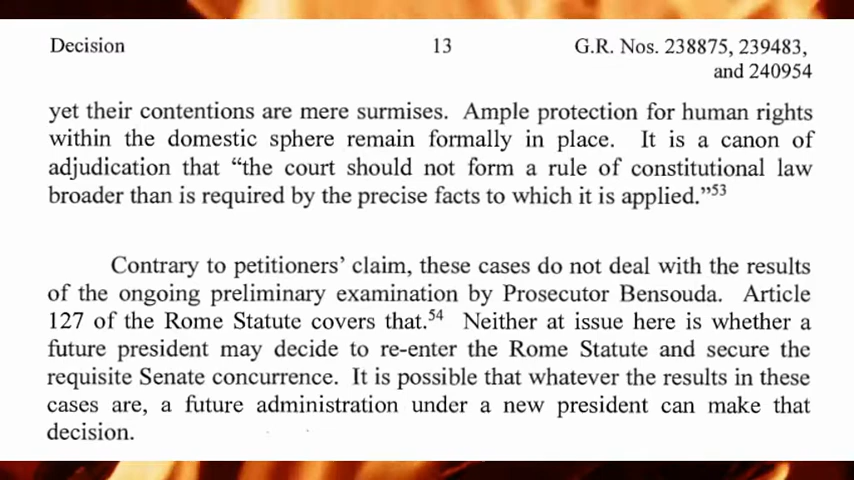 Decision 13 G.R. Nos. 238875, 239483,
and 240954
yet their contentions are mere surmises. Ample protection for human rights
within the domestic sphere remain formally in place. It is a canon of
adjudication that “the court should not form a rule of constitutional law
broader than is required by the precise facts to which it is applied.”53
Contrary to petitioners’ claim, these cases do not deal with the results
of the ongoing preliminary examination by Prosecutor Bensouda. Article
127 of the Rome Statute covers that.54 Neither at issue here is whether a
future president may decide to re-enter the Rome Statute and secure the
requisite Senate concurrence. It is possible that whatever the results in these
cases are, a future administration under a new president can make that
decision.